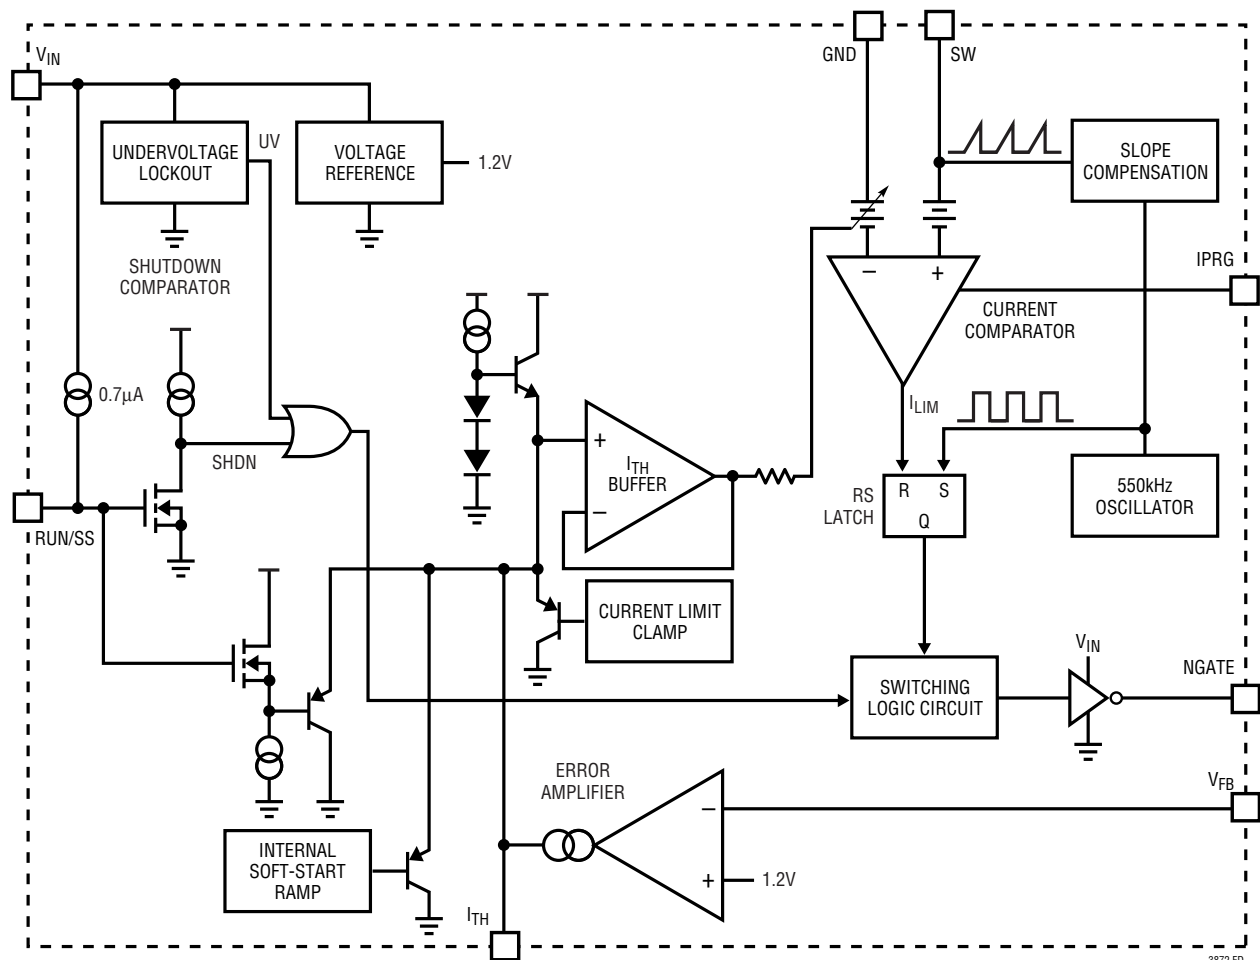 GND
SW
VIN
UNDERVOLTAGE
LOCKOUT
UV
VOLTAGE
REFERENCE
1.2V
SLOPE
COMPENSATION
SHUTDOWN
COMPARATOR
–
+
IPRG
CURRENT
COMPARATOR
0.7µA
ILIM
SHDN
+
ITH
BUFFER
–
RS
LATCH
R S
Q
550kHz
OSCILLATOR
RUN/SS
CURRENT LIMIT
CLAMP
SWITCHING
LOGIC CIRCUIT
VIN
NGATE
ERROR
AMPLIFIER
–
VFB
INTERNAL
SOFT-START
RAMP
+
1.2V
ITH
3872 FD